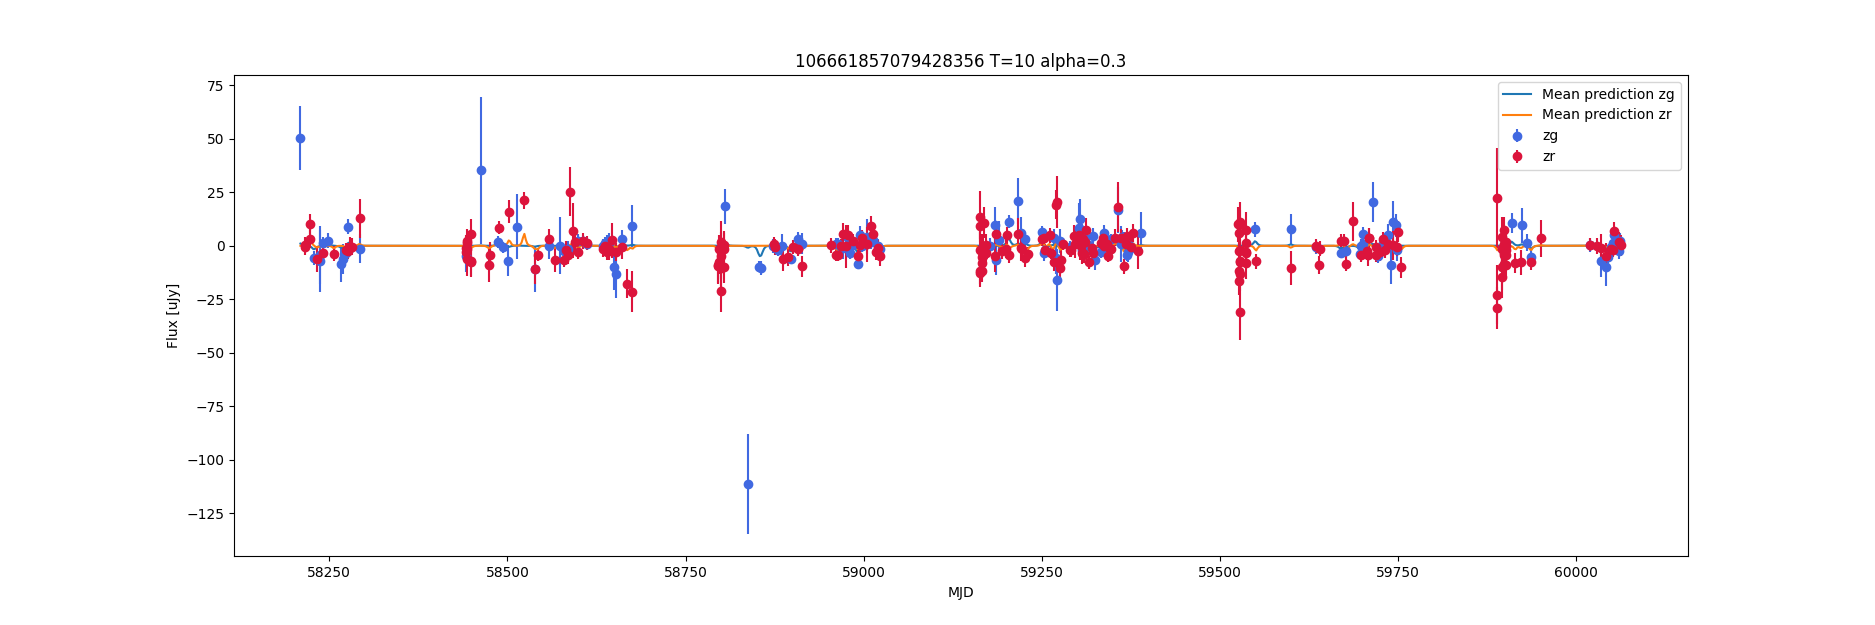 106661857079428356 T=10 alpha=0.3
75
50
25
0
−25
−50
−75
−100
−125
Flux [uJy]
58250
58500
58750
59000
59250
59500
59750
60000
MJD
Mean prediction zg
Mean prediction zr
zg
zr